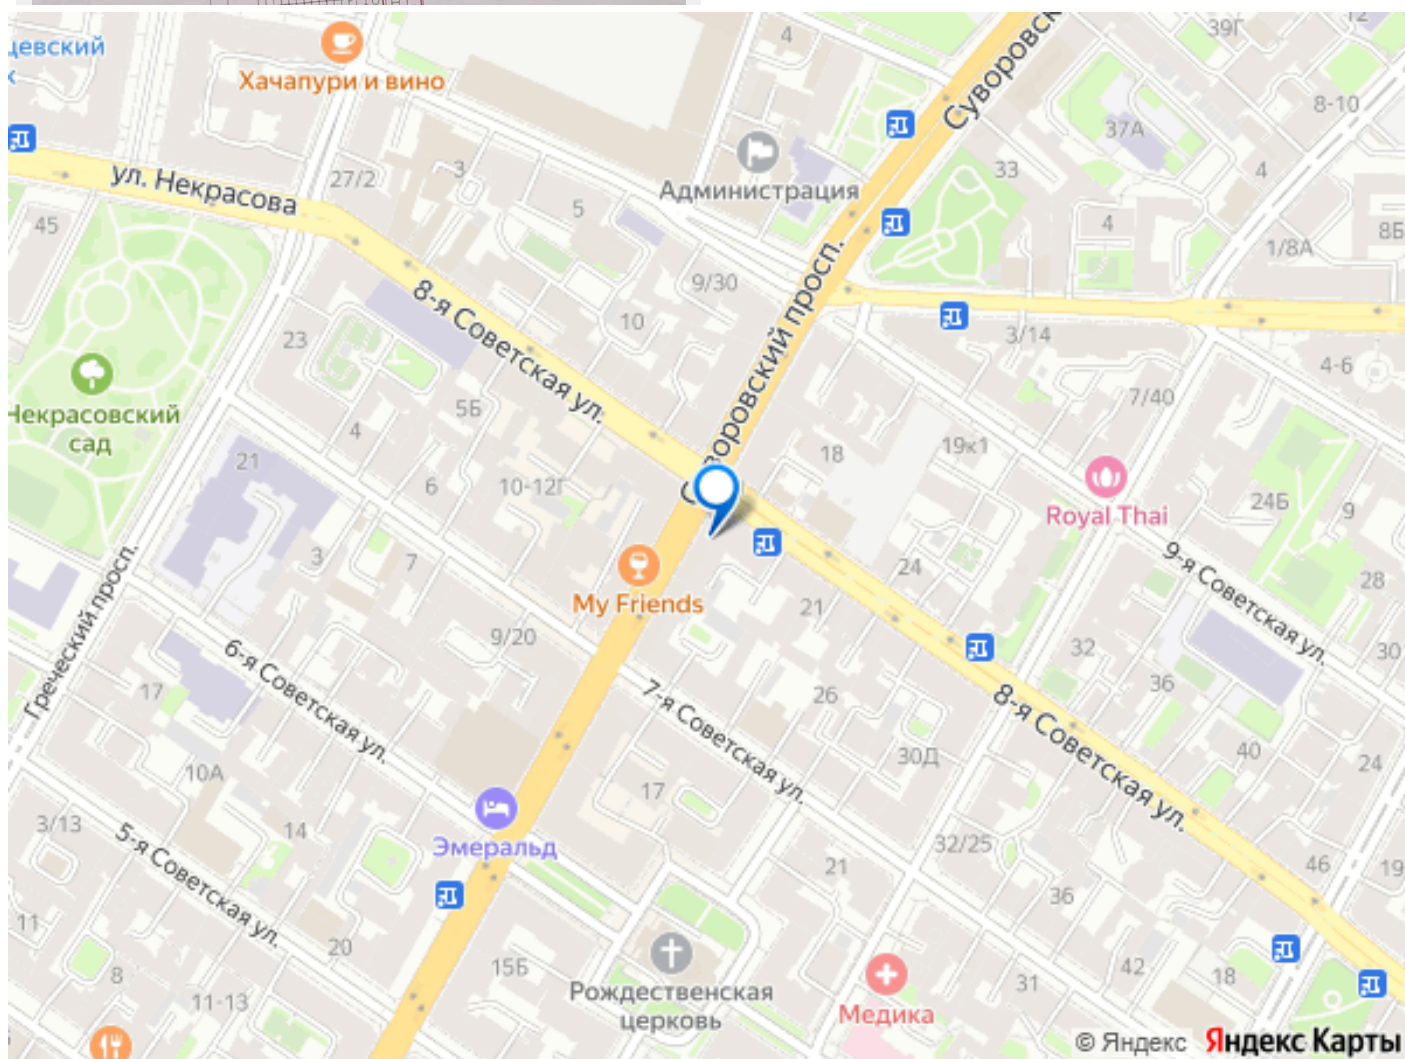 цевский
к
Хачапури и вино
ул. Некрасова
27/2
3
5
4
Администрация
Суворовск
39Г
12
8-10
37А
33
4
4
8Б
1/8А
45
9/30
10
8-я Советская ул.
Суворовский просп.
3/14
4-6
7/40
23
Некрасовский
сад
5Б
4
21
6
10-12Г
18
19к1
Royal Thai
24Б
9
28
9-я Советская ул.
30
3
7
My Friends
24
21
9/20
32
36
Греческий просп.
17
6-я Советская ул.
7-я Советская ул.
26
30Д
8-я Советская ул.
40
24
10А
17
Эмеральд
3/13
14
5-я Советская ул.
32/25
21
46
19
36
11
20
15Б
8
11-13
Рождественская
церковь
Медика
31
42
18
© Яндекс Яндекс Карты